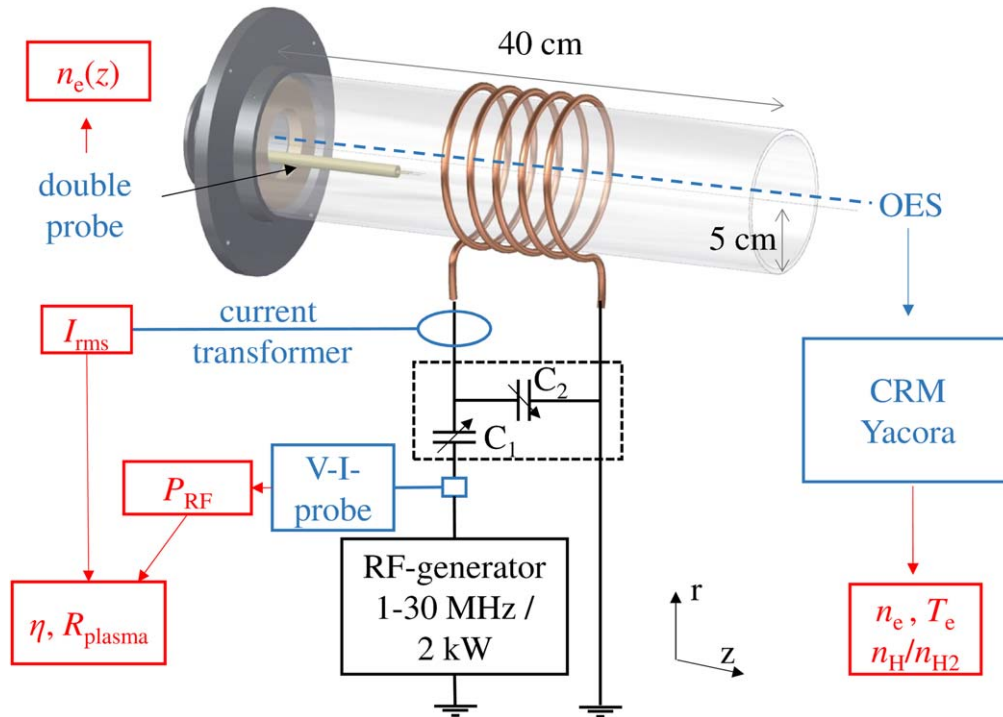 40 cm
nₑ(z)
double
probe
OES
5 cm
Iᵣₘₛ
current
transformer
C₂
C₁
CRM
Yacora
V-I-
probe
P_RF
RF-generator
1-30 MHz /
2 kW
η, R_plasma
r
z
nₑ , Tₑ
n_H/n_H2